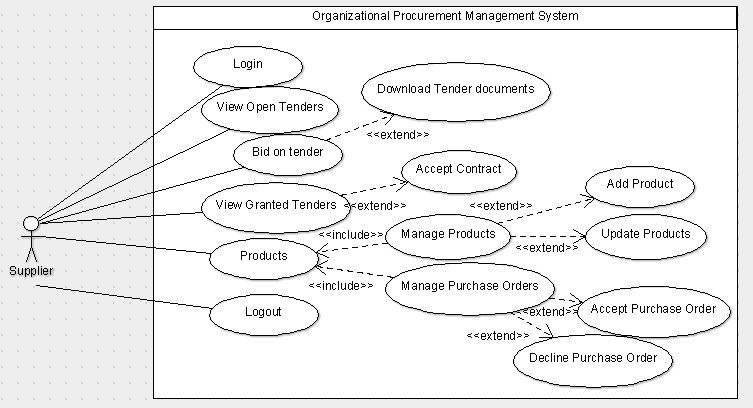 Organizational Procurement Management System
Login
View Open Tenders
Download Tender documents
<<extend>>
Bid on tender
Accept Contract
View Granted Tenders
<<extend>>
<<extend>>
Add Product
Supplier
Products
<<include>>
Manage Products
<<extend>>
Update Products
<<include>>
Manage Purchase Orders
Logout
<<extend>>
Accept Purchase Order
<<extend>>
Decline Purchase Order